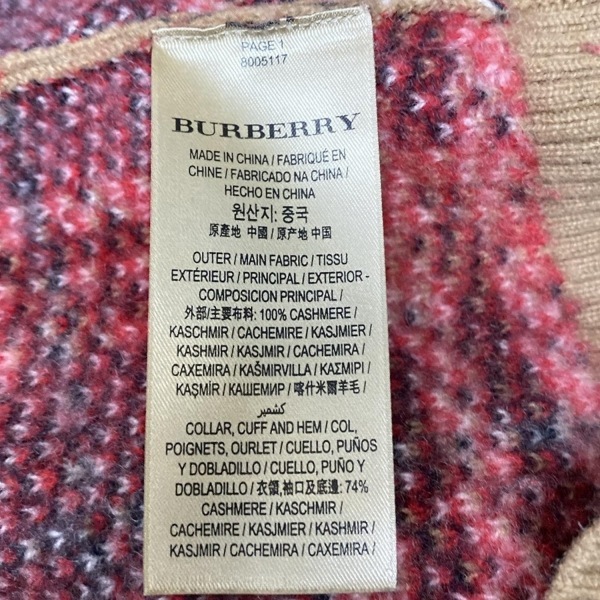 PAGE 1
8005117
BURBERRY
MADE IN CHINA / FABRIQUÉ EN
CHINE / FABRICADO NA CHINA /
HECHO EN CHINA
원산지: 중국
原產地 中國 / 原产地 中国
OUTER / MAIN FABRIC / TISSU
EXTÉRIEUR / PRINCIPAL / EXTERIOR -
COMPOSICION PRINCIPAL /
外部/主要布料: 100% CASHMERE /
KASCHMIR / CACHEMIRE / KASJMIER /
KASHMIR / KASJMIR / CACHEMIRA /
CAXEMIRA / KAŠMIRVILLA / ΚΑΣΜΙΡΙ /
KAŞMİR / КАШЕМИР / 喀什米爾羊毛 /
كشمير
COLLAR, CUFF AND HEM / COL,
POIGNETS, OURLET / CUELLO, PUÑOS
Y DOBLADILLO / CUELLO, PUÑO Y
DOBLADILLO / 衣領,袖口及底邊: 74%
CASHMERE / KASCHMIR /
CACHEMIRE / KASJMIER / KASHMIR /
KASJMIR / CACHEMIRA / CAXEMIRA /